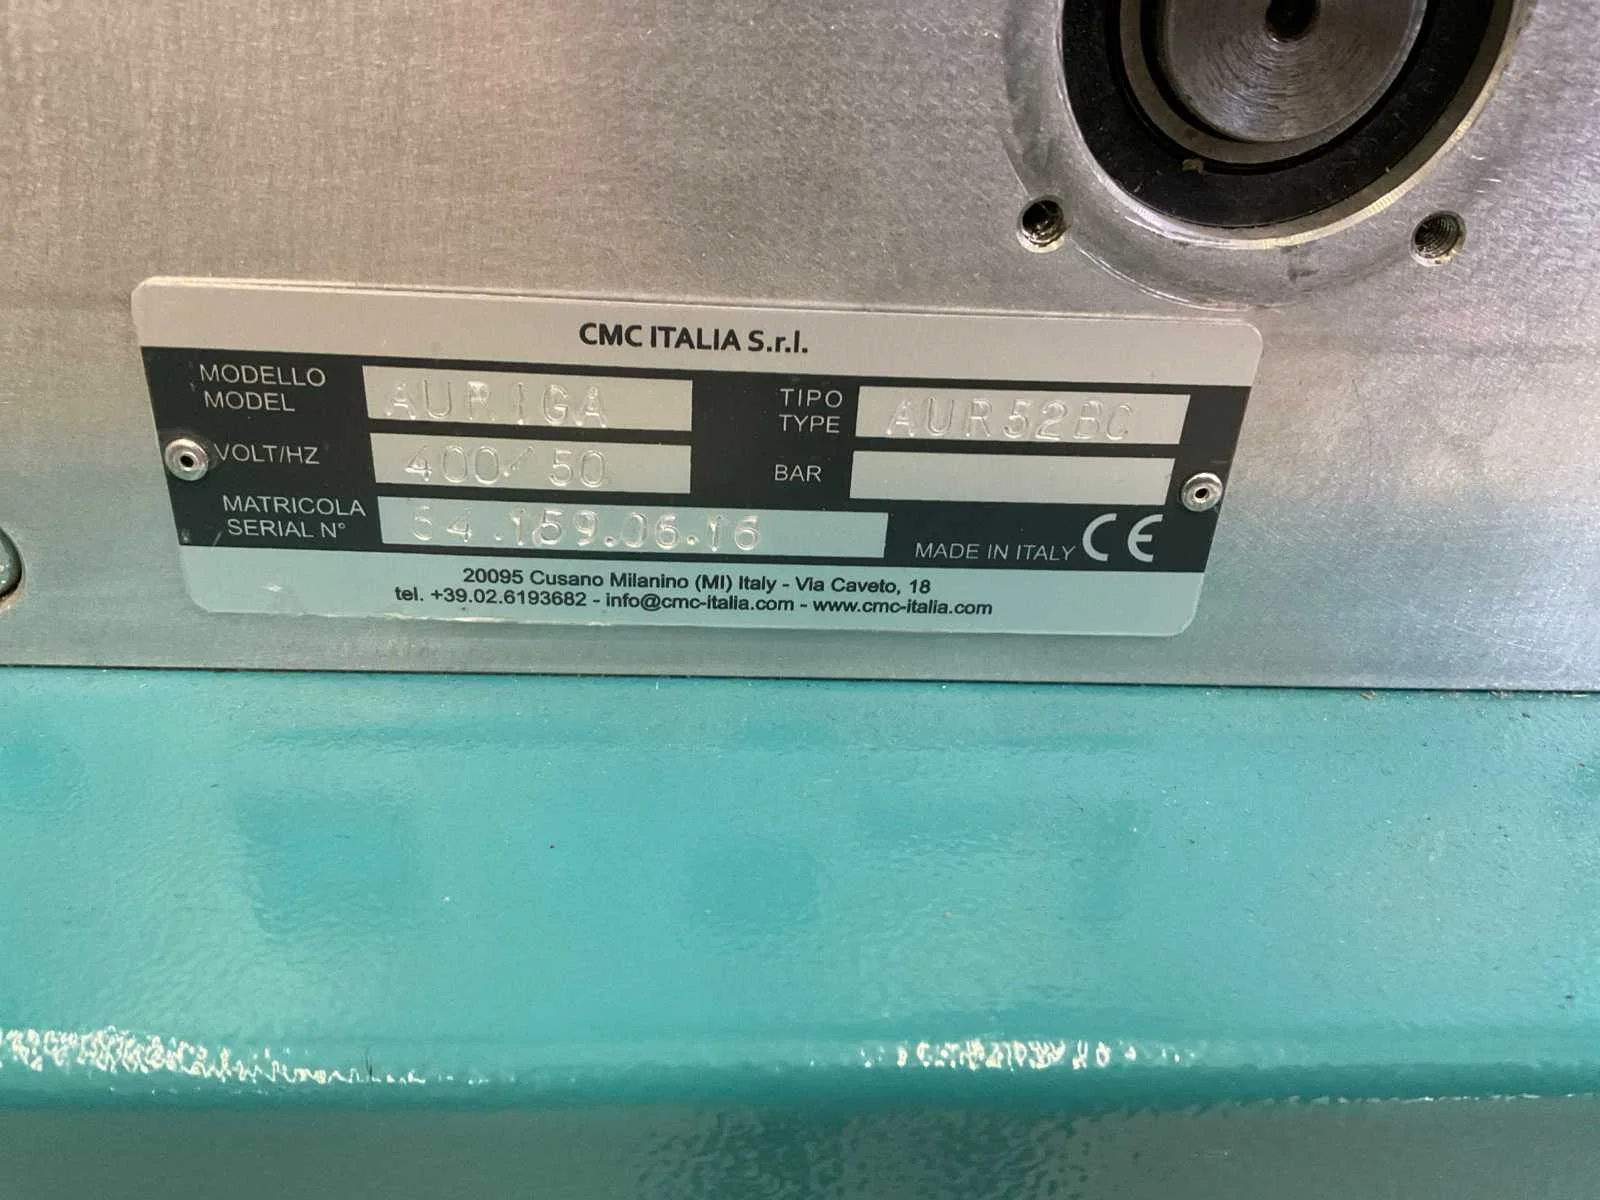 CMC ITALIA S.r.l.
MODELLO
MODEL
AURIGA
TIPO
TYPE
AUR52BC
VOLT/HZ
400/50
BAR
MATRICOLA
SERIAL N°
54.159.06.16
MADE IN ITALY CE
20095 Cusano Milanino (MI) Italy - Via Caveto, 18
tel. +39.02.6193682 - info@cmc-italia.com - www.cmc-italia.com